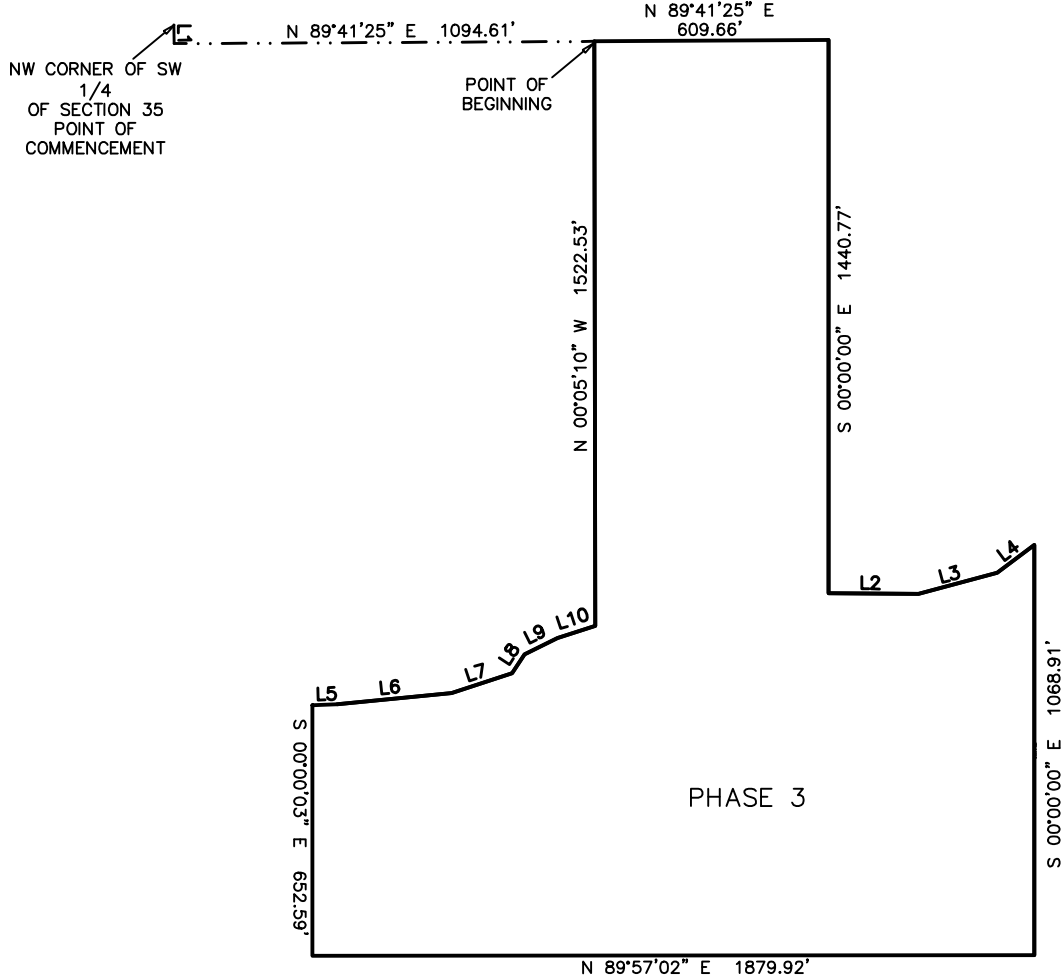 N 89°41'25" E
609.66'
N 89°41'25" E 1094.61'
NW CORNER OF SW
1/4
OF SECTION 35
POINT OF
COMMENCEMENT
POINT OF
BEGINNING
N 00°05'10" W 1522.53'
S 00°00'00" E 1440.77'
L2
L3
L4
L5
L6
L7
L8
L9
L10
S 00°00'03" E 652.59'
PHASE 3
S 00°00'00" E 1068.91'
N 89°57'02" E 1879.92'